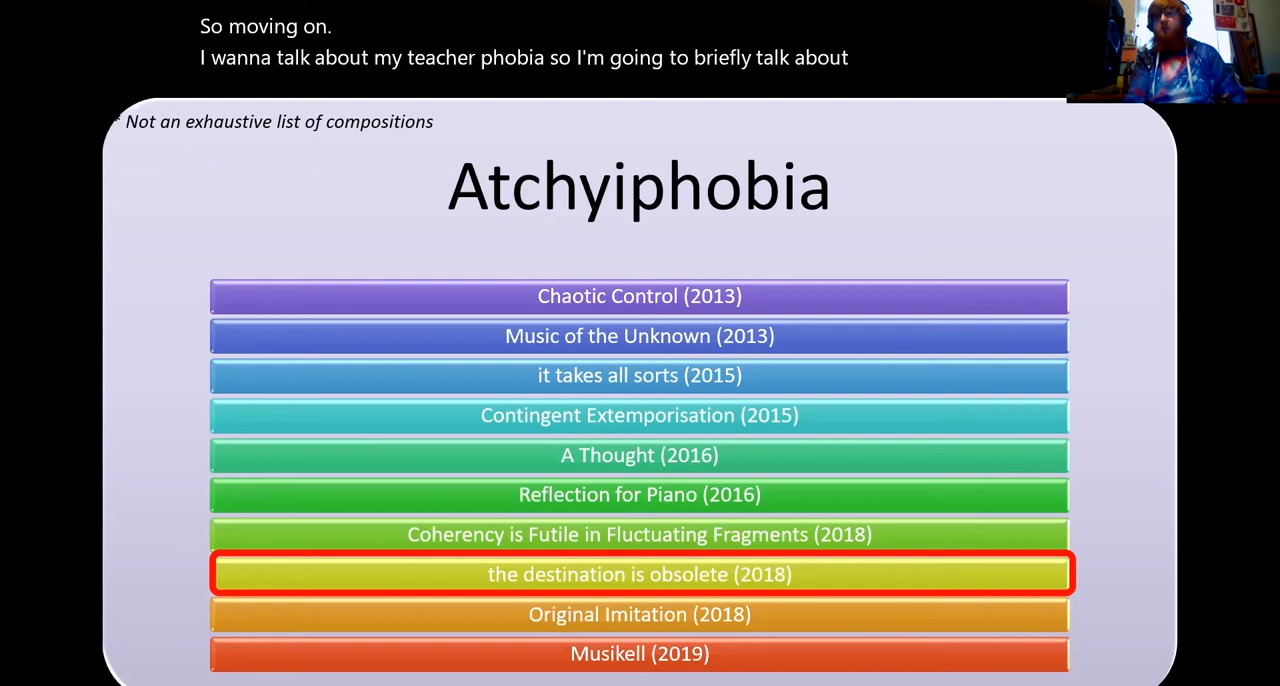 So moving on.
I wanna talk about my teacher phobia so I'm going to briefly talk about
* Not an exhaustive list of compositions
Atchyiphobia
Chaotic Control (2013)
Music of the Unknown (2013)
it takes all sorts (2015)
Contingent Extemporisation (2015)
A Thought (2016)
Reflection for Piano (2016)
Coherency is Futile in Fluctuating Fragments (2018)
the destination is obsolete (2018)
Original Imitation (2018)
Musikell (2019)